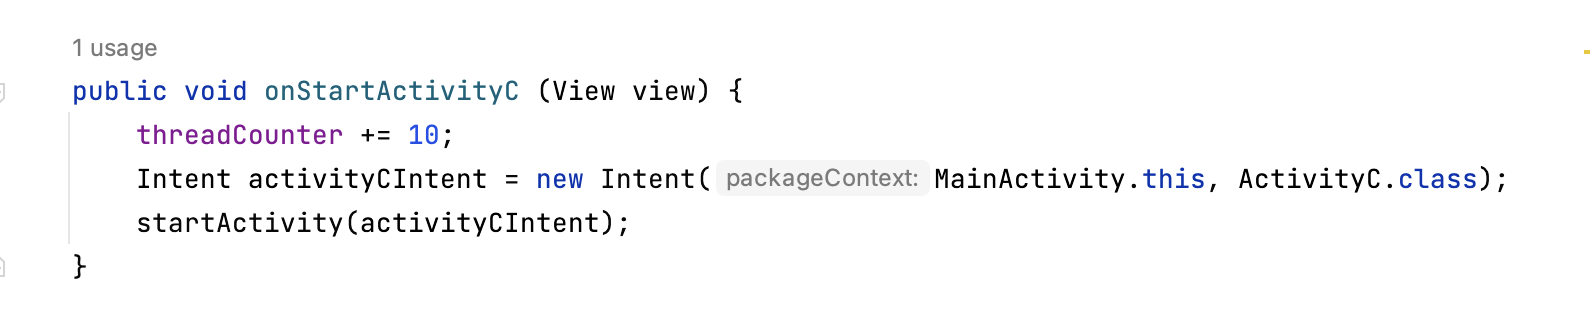 1 usage
public void onStartActivityC (View view) {
threadCounter += 10;
Intent activityCIntent = new Intent( packageContext: MainActivity.this, ActivityC.class);
startActivity(activityCIntent);
}